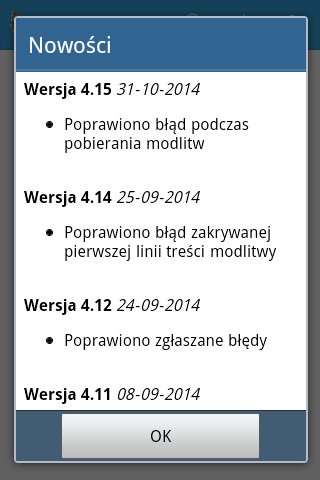 Nowości
Wersja 4.15 31-10-2014
Poprawiono błąd podczas
pobierania modlitw
Wersja 4.14 25-09-2014
Poprawiono błąd zakrywanej
pierwszej linii treści modlitwy
Wersja 4.12 24-09-2014
Poprawiono zgłaszane błędy
Wersja 4.11 08-09-2014
OK